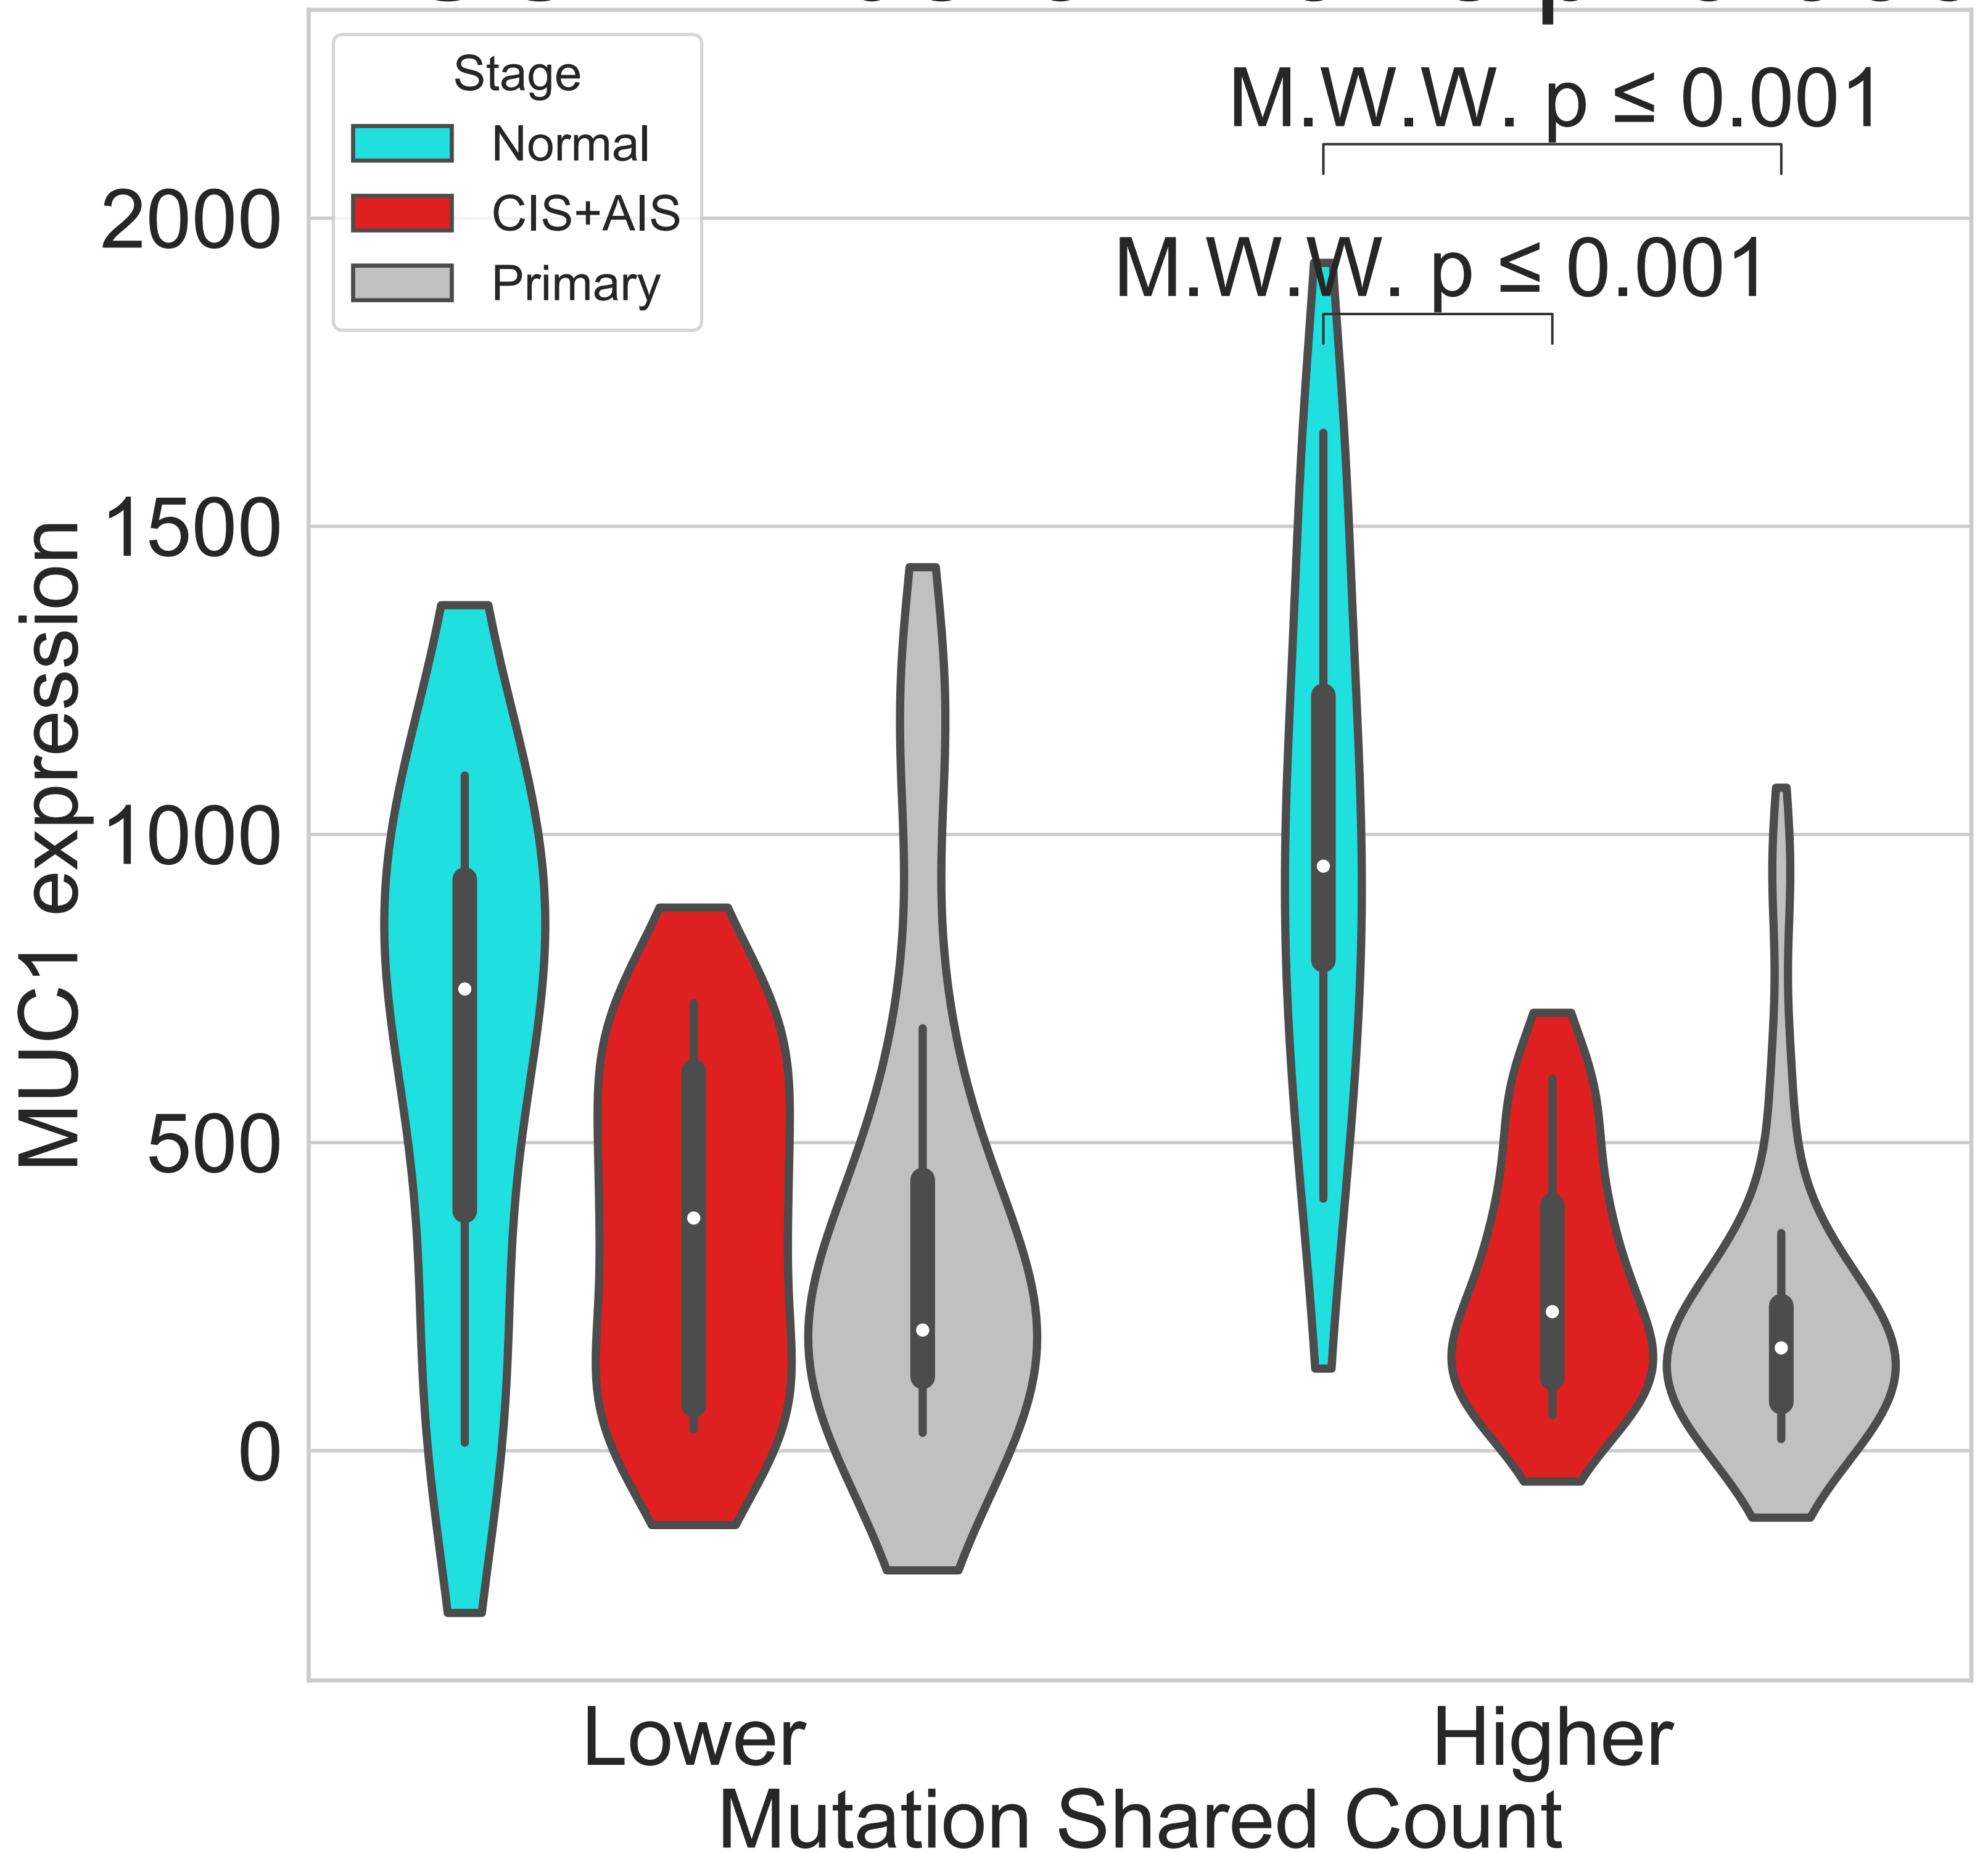 Stage
Normal
CIS+AIS
Primary
M.W.W. p ≤ 0.001
M.W.W. p ≤ 0.001
2000
1500
1000
500
0
MUC1 expression
Lower
Higher
Mutation Shared Count